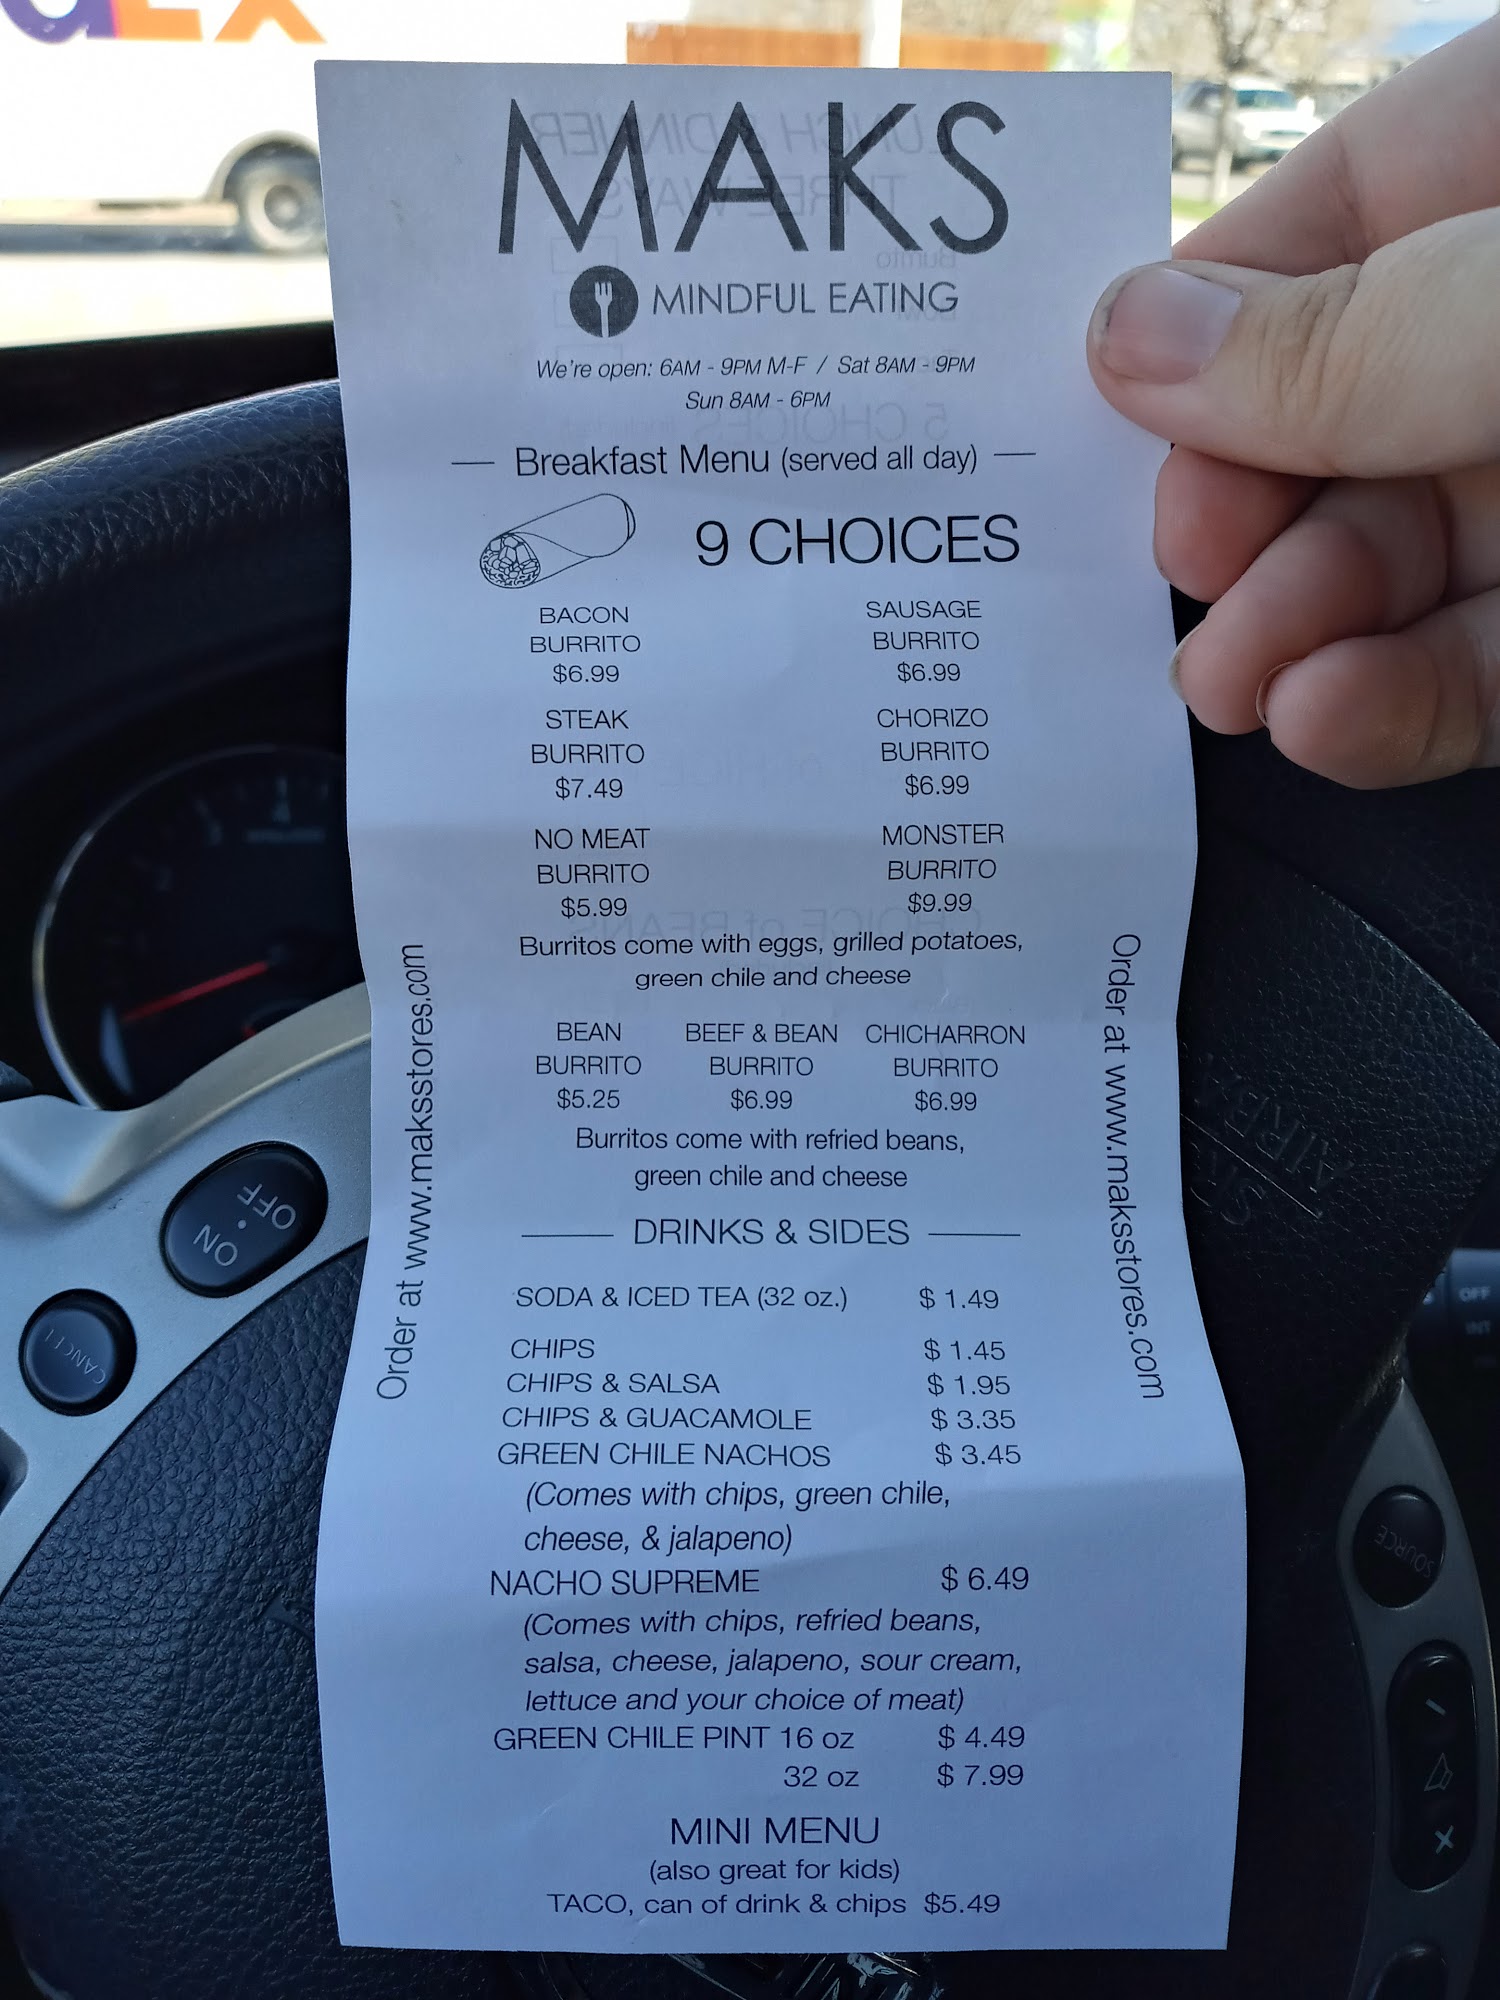 MAKS
MINDFUL EATING
We're open: 6AM - 9PM M-F / Sat 8AM - 9PM
Sun 8AM - 6PM
Breakfast Menu (served all day)
9 CHOICES
BACON
BURRITO
$6.99
SAUSAGE
BURRITO
$6.99
STEAK
BURRITO
$7.49
CHORIZO
BURRITO
$6.99
NO MEAT
BURRITO
$5.99
MONSTER
BURRITO
$9.99
Burritos come with eggs, grilled potatoes,
green chile and cheese
BEAN
BURRITO
$5.25
BEEF & BEAN
BURRITO
$6.99
CHICHARRON
BURRITO
$6.99
Burritos come with refried beans,
green chile and cheese
DRINKS & SIDES
SODA & ICED TEA (32 oz.) $ 1.49
CHIPS $ 1.45
CHIPS & SALSA $ 1.95
CHIPS & GUACAMOLE $ 3.35
GREEN CHILE NACHOS $ 3.45
(Comes with chips, green chile,
cheese, & jalapeno)
NACHO SUPREME $ 6.49
(Comes with chips, refried beans,
salsa, cheese, jalapeno, sour cream,
lettuce and your choice of meat)
GREEN CHILE PINT 16 oz $ 4.49
32 oz $ 7.99
MINI MENU
(also great for kids)
TACO, can of drink & chips $5.49
Order at www.maksstores.com
Order at www.maksstores.com
ON
OFF
CANCEL
SOURCE
OFF
INT
4